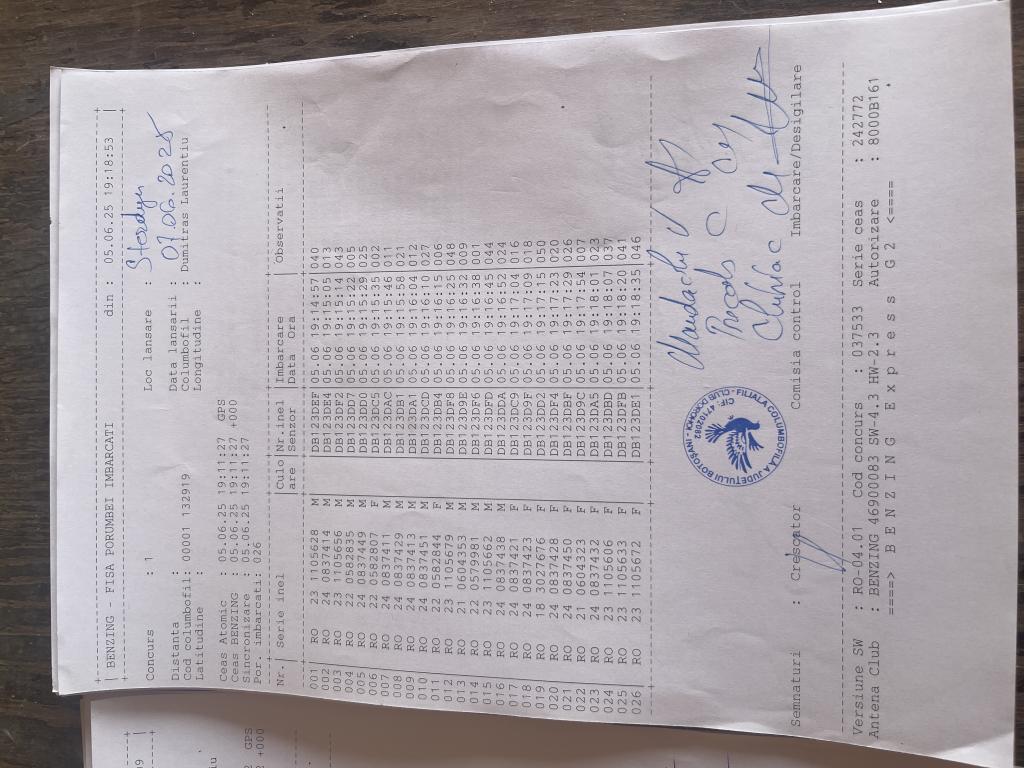 BENZING - FISA PORUMBEI IMBARCATI din : 05.06.25 19:18:53
Concurs : 1 Loc lansare :
Distanta : Data lansarii : 07.06.2025
Cod columbofil: 00001 132919 Columbofil : Dumitras Laurentiu
Latitudine : Longitudine :
Ceas Atomic : 05.06.25 19:11:27 GPS
Ceas BENZING : 05.06.25 19:11:27 +000
Sincronizare : 05.06.25 19:11:27
Por. imbarcati: 026
Nr. Serie inel Culo Nr.inel Imbarcare Observatii
are Senzor Data Ora
001 RO 23 1105628 M DB123DEF 05.06 19:14:57 040
002 RO 24 0837414 M DB123DE4 05.06 19:15:05 013
003 RO 23 1105656 M DB123DF2 05.06 19:15:14 043
004 RO 22 0582835 M DB123DD0 05.06 19:15:22 005
005 RO 24 0837449 M DB123DD7 05.06 19:15:29 025
006 RO 22 0582807 F DB123DC5 05.06 19:15:35 002
007 RO 24 0837411 M DB123DAC 05.06 19:15:46 011
008 RO 24 0837429 M DB123DB1 05.06 19:15:58 021
009 RO 24 0837413 M DB123DA1 05.06 19:16:04 012
010 RO 24 0837451 M DB123DCD 05.06 19:16:10 027
011 RO 22 0582844 F DB123DB4 05.06 19:16:15 006
012 RO 23 1105679 M DB123DF8 05.06 19:16:25 048
013 RO 21 0604353 M DB123DF6 05.06 19:16:32 009
014 RO 22 0579981 M DB123DCE 05.06 19:16:39 001
015 RO 23 1105662 M DB123DFD 05.06 19:16:45 044
016 RO 24 0837438 M DB123DDA 05.06 19:16:52 024
017 RO 24 0837421 F DB123DC9 05.06 19:17:04 016
018 RO 24 0837423 F DB123D9F 05.06 19:17:09 018
019 RO 18 3027676 F DB123DD2 05.06 19:17:15 050
020 RO 24 0837428 F DB123DF4 05.06 19:17:23 020
021 RO 24 0837450 F DB123DBF 05.06 19:17:29 026
022 RO 21 0604323 F DB123D9C 05.06 19:17:54 007
023 RO 24 0837432 F DB123DA5 05.06 19:18:01 023
024 RO 23 1105606 F DB123DBD 05.06 19:18:07 037
025 RO 23 1105633 F DB123DFB 05.06 19:18:20 041
026 RO 23 1105672 F DB123DE1 05.06 19:18:35 046
FILIALA COLUMBOFILA A JUDETULUI BOTOSANI
CIF: 47102982
CLUB DOROHOI
Semnaturi : Crescator Comisia control Imbarcare/Desigilare
Versiune SW : RO-04.01 Cod concurs : 037533 Serie ceas : 242772
Antena Club : BENZING 46900083 SW-4.3 HW-2.3 Autorizare : 8000B161
====> B E N Z I N G E x p r e s s G 2 <====